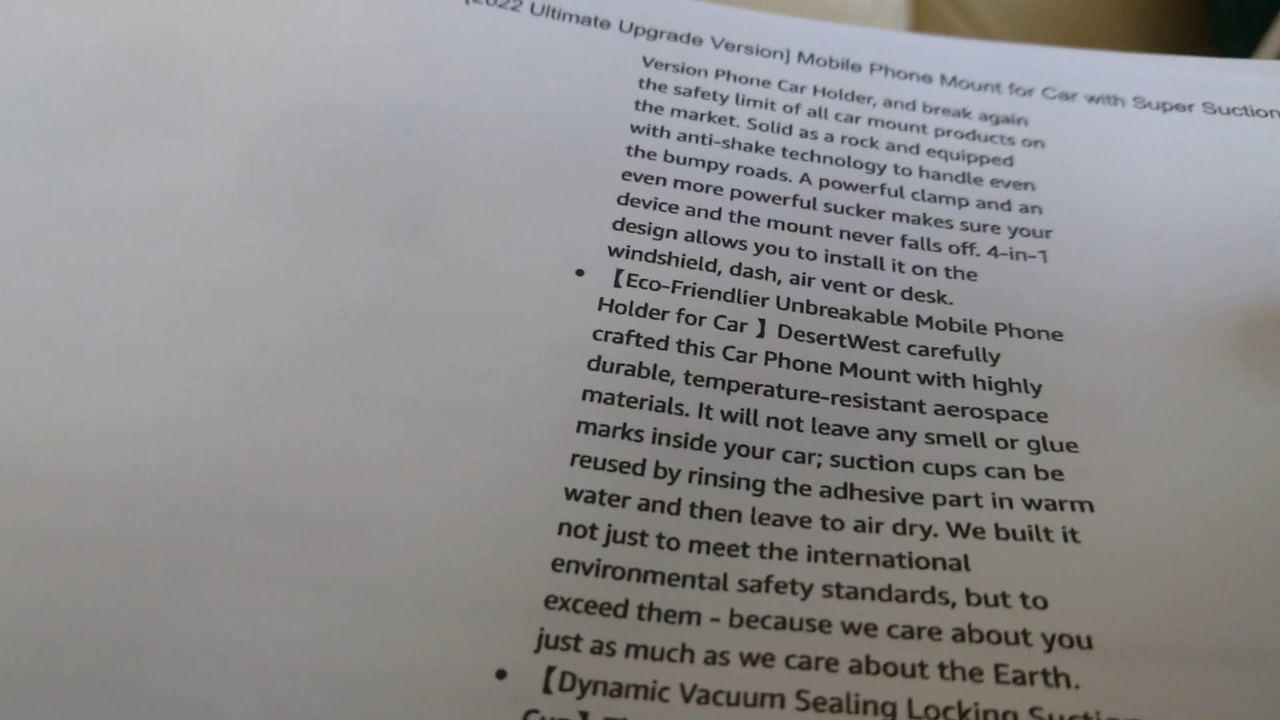 [2022 Ultimate Upgrade Version] Mobile Phone Mount for Car with Super Suction
Version Phone Car Holder, and break again
the safety limit of all car mount products on
the market. Solid as a rock and equipped
with anti-shake technology to handle even
the bumpy roads. A powerful clamp and an
even more powerful sucker makes sure your
device and the mount never falls off. 4-in-1
design allows you to install it on the
windshield, dash, air vent or desk.
• 【Eco-Friendlier Unbreakable Mobile Phone
Holder for Car】DesertWest carefully
crafted this Car Phone Mount with highly
durable, temperature-resistant aerospace
materials. It will not leave any smell or glue
marks inside your car; suction cups can be
reused by rinsing the adhesive part in warm
water and then leave to air dry. We built it
not just to meet the international
environmental safety standards, but to
exceed them - because we care about you
just as much as we care about the Earth.
• 【Dynamic Vacuum Sealing Locking Suction